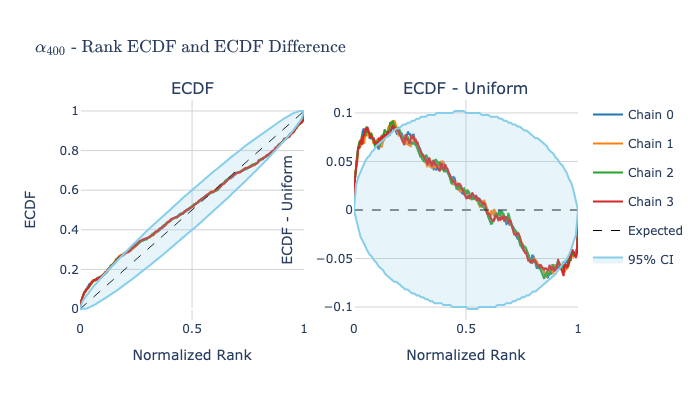 α₄₀₀ - Rank ECDF and ECDF Difference
ECDF
ECDF
1
0.8
0.6
0.4
0.2
0
0
0.5
1
Normalized Rank
ECDF - Uniform
ECDF - Uniform
0.1
0.05
0
−0.05
−0.1
0
0.5
1
Normalized Rank
Chain 0
Chain 1
Chain 2
Chain 3
Expected
95% CI